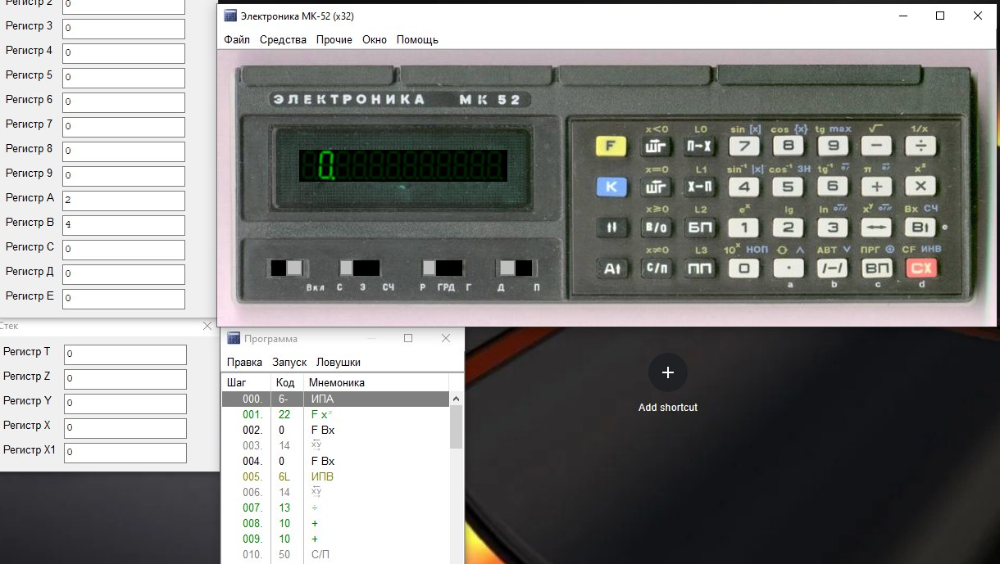 Регистр 2 0
Регистр 3 0
Регистр 4 0
Регистр 5 0
Регистр 6 0
Регистр 7 0
Регистр 8 0
Регистр 9 0
Регистр A 2
Регистр B 4
Регистр C 0
Регистр Д 0
Регистр E 0
Стек
Регистр T 0
Регистр Z 0
Регистр Y 0
Регистр X 0
Регистр X1 0
Электроника МК-52 (x32)
Файл Средства Прочие Окно Помощь
ЭЛЕКТРОНИКА МК 52
0.
Вкл С Э СЧ Р ГРД Г Д П
x<0 L0 sin [x] cos {x} tg max √ 1/x
F ШГ П→X 7 8 9 − ÷
x=0 L1 sin⁻¹ |x| cos⁻¹ ЗН tg⁻¹ π x²
K ШГ X→П 4 5 6 + ×
x≥0 L2 eˣ lg ln xʸ Bx СЧ
↑↓ В/О БП 1 2 3 ↔ В↑
x≠0 L3 10ˣ НОП АВТ ПРГ ⊕ CF ИНВ
A↑ С/П ПП 0 · /−/ ВП СХ
a b c d
Программа
Правка Запуск Ловушки
Шаг Код Мнемоника
000. 6- ИПА
001. 22 F x²
002. 0 F Вх
003. 14 XY
004. 0 F Вх
005. 6L ИПВ
006. 14 XY
007. 13 ÷
008. 10 +
009. 10 +
010. 50 С/П
Add shortcut